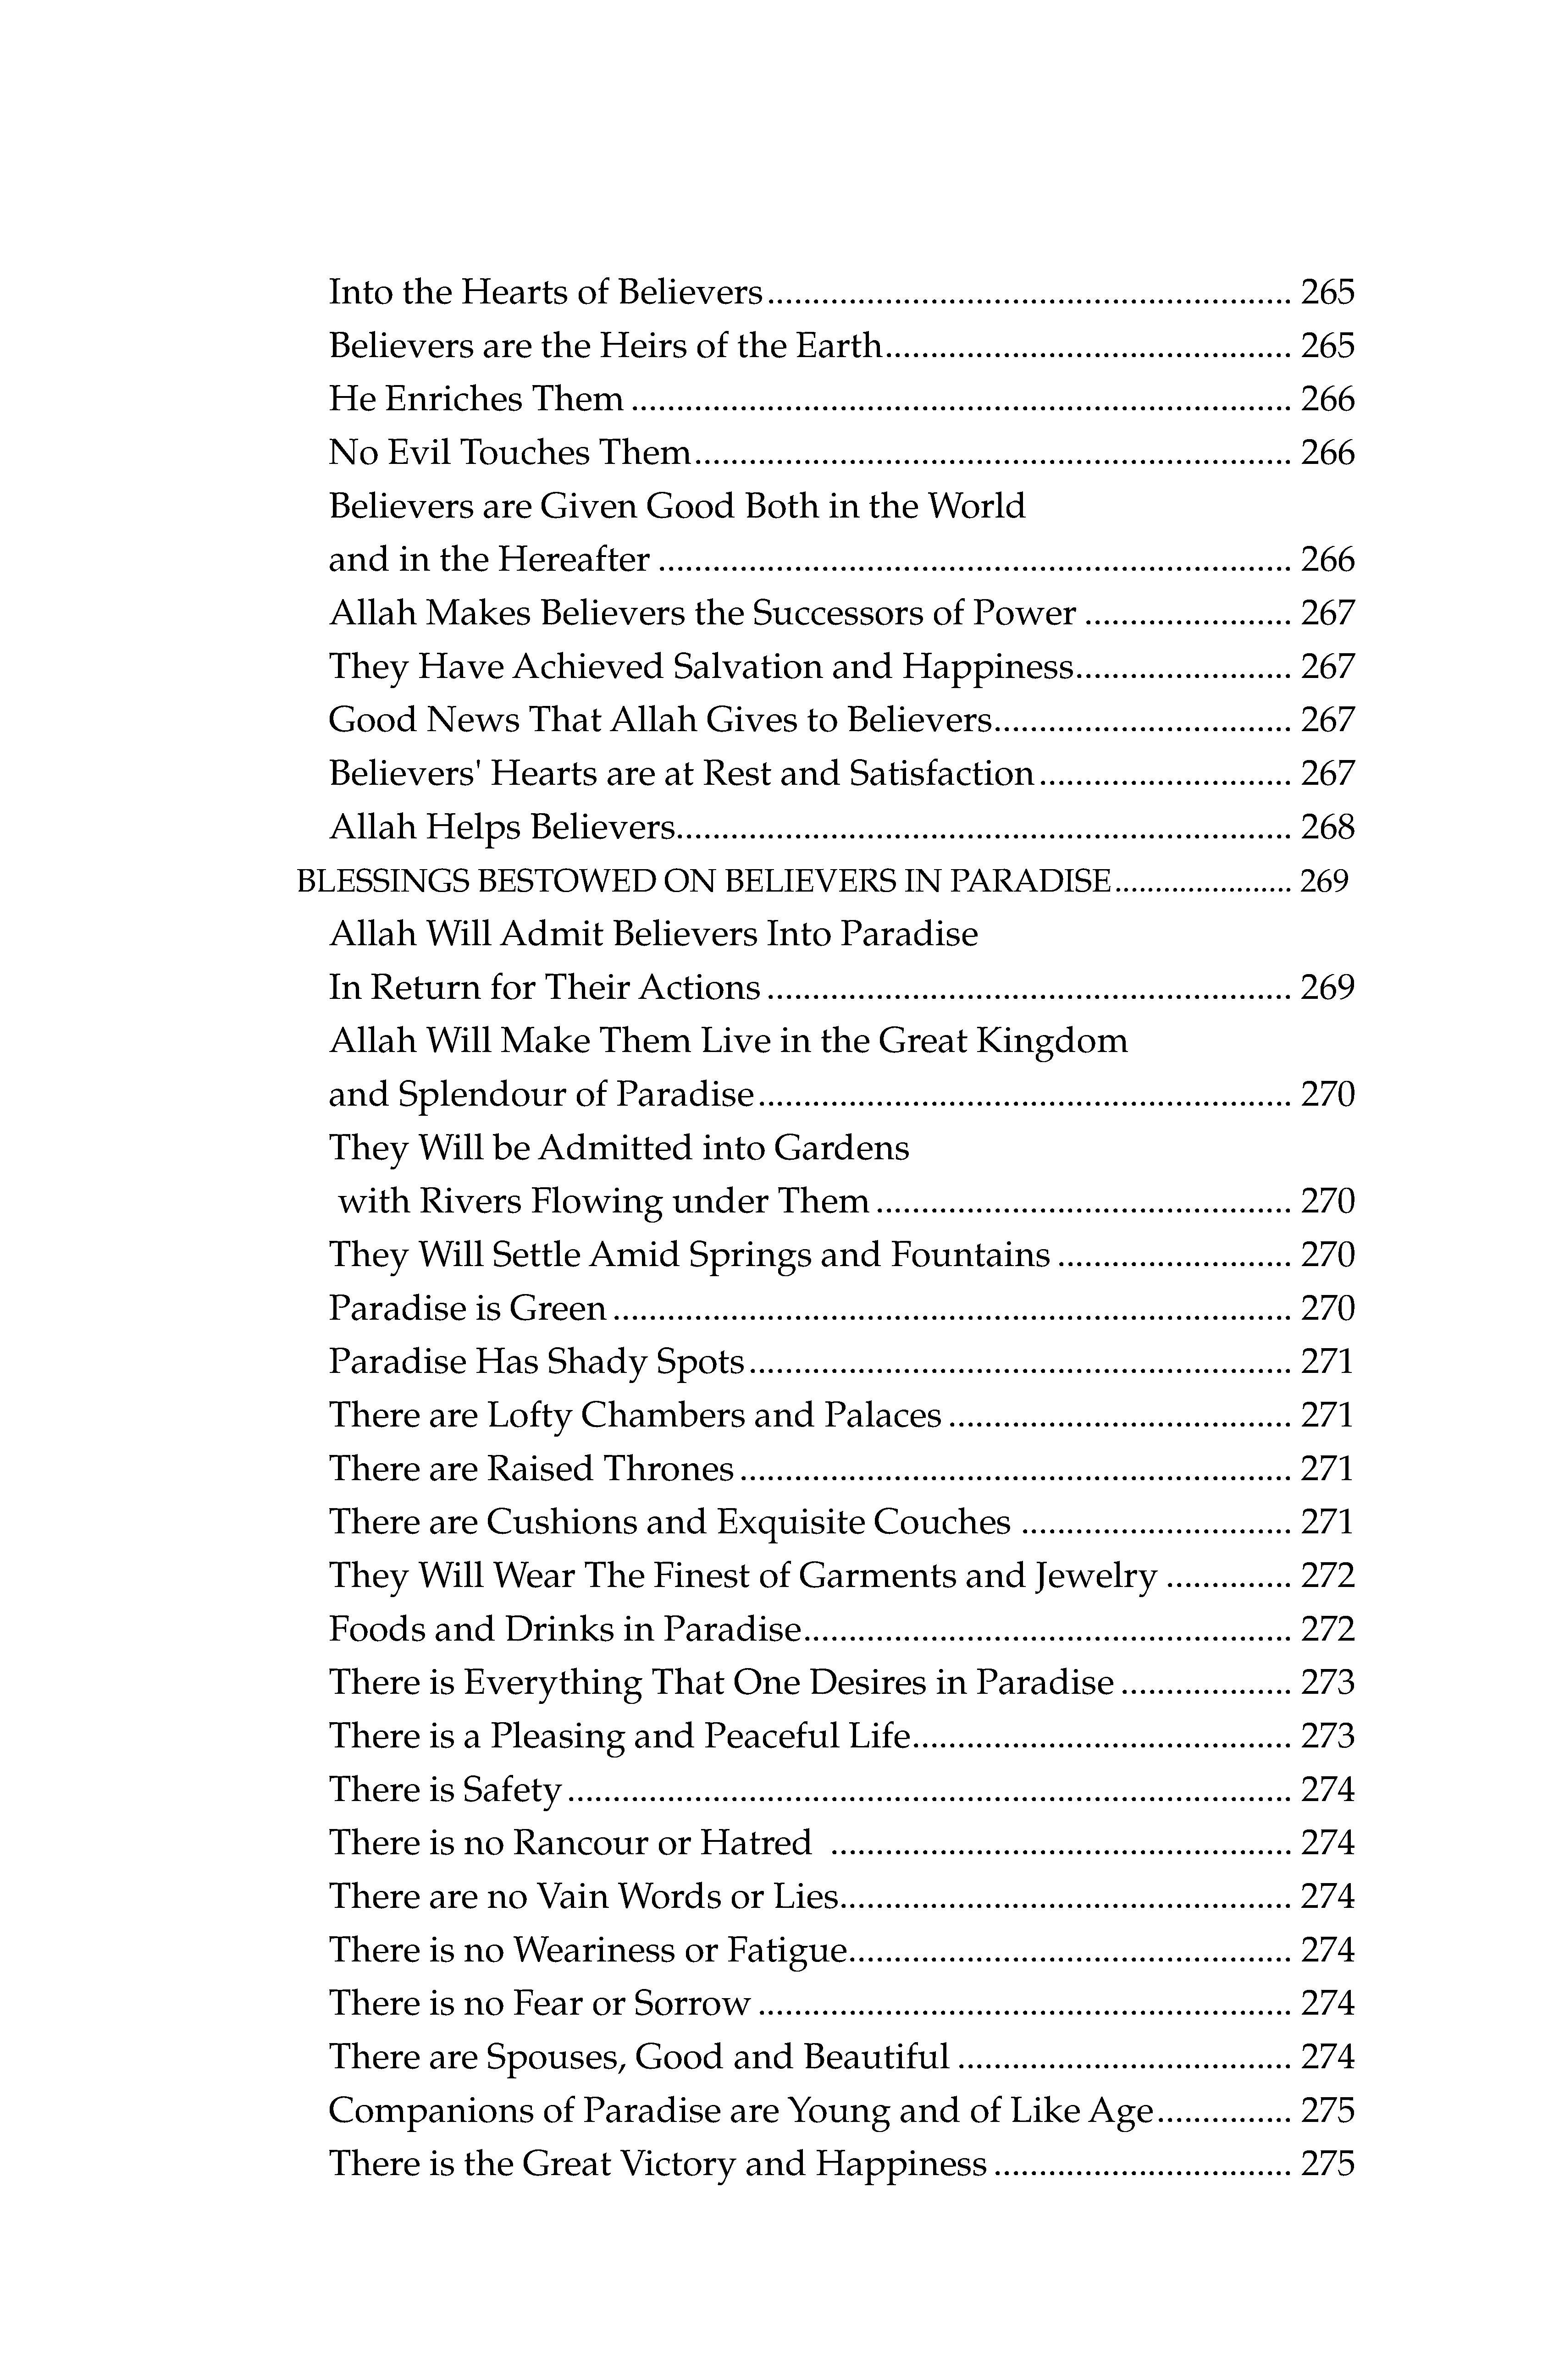 Into the Hearts of Believers.......................................................... 265
Believers are the Heirs of the Earth............................................. 265
He Enriches Them ......................................................................... 266
No Evil Touches Them.................................................................. 266
Believers are Given Good Both in the World
and in the Hereafter ...................................................................... 266
Allah Makes Believers the Successors of Power ....................... 267
They Have Achieved Salvation and Happiness........................ 267
Good News That Allah Gives to Believers................................. 267
Believers' Hearts are at Rest and Satisfaction............................ 267
Allah Helps Believers.................................................................... 268
BLESSINGS BESTOWED ON BELIEVERS IN PARADISE...................... 269
Allah Will Admit Believers Into Paradise
In Return for Their Actions .......................................................... 269
Allah Will Make Them Live in the Great Kingdom
and Splendour of Paradise........................................................... 270
They Will be Admitted into Gardens
with Rivers Flowing under Them .............................................. 270
They Will Settle Amid Springs and Fountains .......................... 270
Paradise is Green ........................................................................... 270
Paradise Has Shady Spots............................................................ 271
There are Lofty Chambers and Palaces ...................................... 271
There are Raised Thrones ............................................................. 271
There are Cushions and Exquisite Couches .............................. 271
They Will Wear The Finest of Garments and Jewelry .............. 272
Foods and Drinks in Paradise...................................................... 272
There is Everything That One Desires in Paradise ................... 273
There is a Pleasing and Peaceful Life.......................................... 273
There is Safety ................................................................................ 274
There is no Rancour or Hatred ................................................... 274
There are no Vain Words or Lies.................................................. 274
There is no Weariness or Fatigue................................................. 274
There is no Fear or Sorrow ........................................................... 274
There are Spouses, Good and Beautiful ..................................... 274
Companions of Paradise are Young and of Like Age............... 275
There is the Great Victory and Happiness ................................. 275